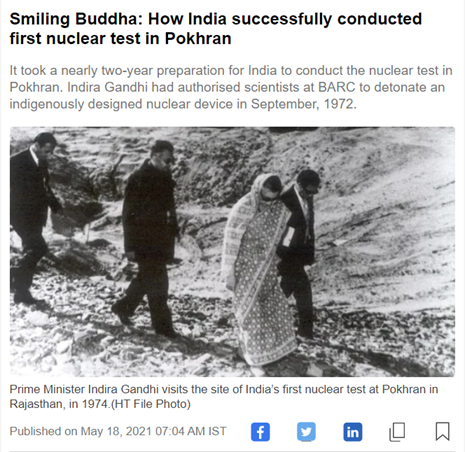 Smiling Buddha: How India successfully conducted
first nuclear test in Pokhran
It took a nearly two-year preparation for India to conduct the nuclear test in
Pokhran. Indira Gandhi had authorised scientists at BARC to detonate an
indigenously designed nuclear device in September, 1972.
Prime Minister Indira Gandhi visits the site of India's first nuclear test at Pokhran in
Rajasthan, in 1974.(HT File Photo)
Published on May 18, 2021 07:04 AM IST
f
in